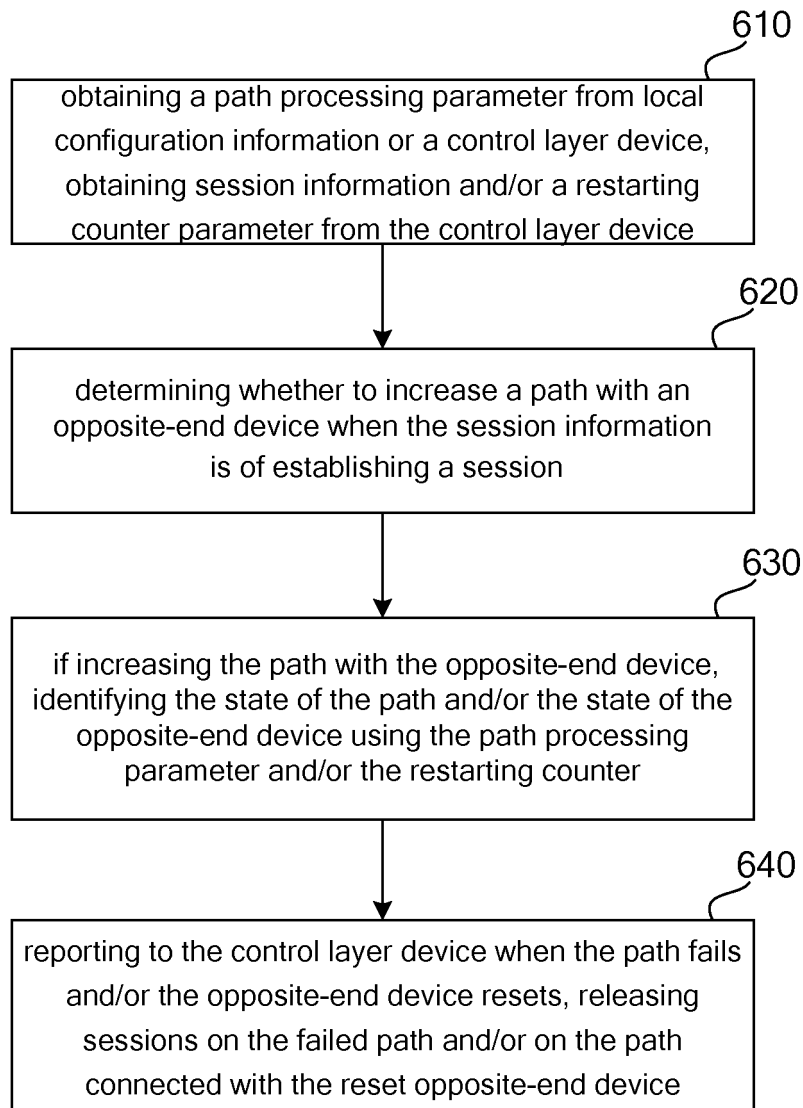 610
obtaining a path processing parameter from local
configuration information or a control layer device,
obtaining session information and/or a restarting
counter parameter from the control layer device
620
determining whether to increase a path with an
opposite-end device when the session information
is of establishing a session
630
if increasing the path with the opposite-end device,
identifying the state of the path and/or the state of the
opposite-end device using the path processing
parameter and/or the restarting counter
640
reporting to the control layer device when the path fails
and/or the opposite-end device resets, releasing
sessions on the failed path and/or on the path
connected with the reset opposite-end device